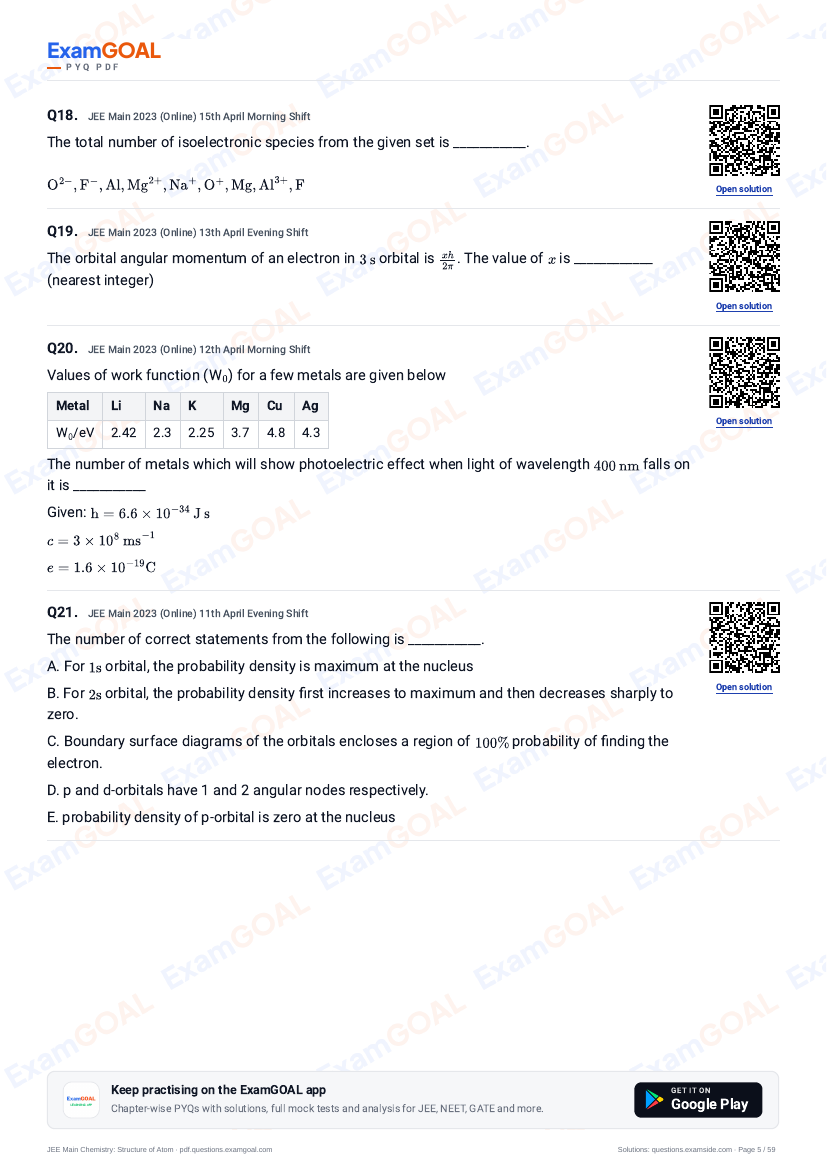 ExamGOAL
PYQ PDF
Q18. JEE Main 2023 (Online) 15th April Morning Shift
The total number of isoelectronic species from the given set is ___________.
O²⁻, F⁻, Al, Mg²⁺, Na⁺, O⁺, Mg, Al³⁺, F
Open solution
Q19. JEE Main 2023 (Online) 13th April Evening Shift
The orbital angular momentum of an electron in 3 s orbital is xh/2π. The value of x is ____________
(nearest integer)
Open solution
Q20. JEE Main 2023 (Online) 12th April Morning Shift
Values of work function (W₀) for a few metals are given below
Metal Li Na K Mg Cu Ag
W₀/eV 2.42 2.3 2.25 3.7 4.8 4.3
Open solution
The number of metals which will show photoelectric effect when light of wavelength 400 nm falls on
it is ___________
Given: h = 6.6 × 10⁻³⁴ J s
c = 3 × 10⁸ ms⁻¹
e = 1.6 × 10⁻¹⁹C
Q21. JEE Main 2023 (Online) 11th April Evening Shift
The number of correct statements from the following is ___________.
A. For 1s orbital, the probability density is maximum at the nucleus
Open solution
B. For 2s orbital, the probability density first increases to maximum and then decreases sharply to
zero.
C. Boundary surface diagrams of the orbitals encloses a region of 100% probability of finding the
electron.
D. p and d-orbitals have 1 and 2 angular nodes respectively.
E. probability density of p-orbital is zero at the nucleus
ExamGOAL
Keep practising on the ExamGOAL app
Chapter-wise PYQs with solutions, full mock tests and analysis for JEE, NEET, GATE and more.
GET IT ON
Google Play
JEE Main Chemistry: Structure of Atom · pdf.questions.examgoal.com
Solutions: questions.examside.com · Page 5 / 59